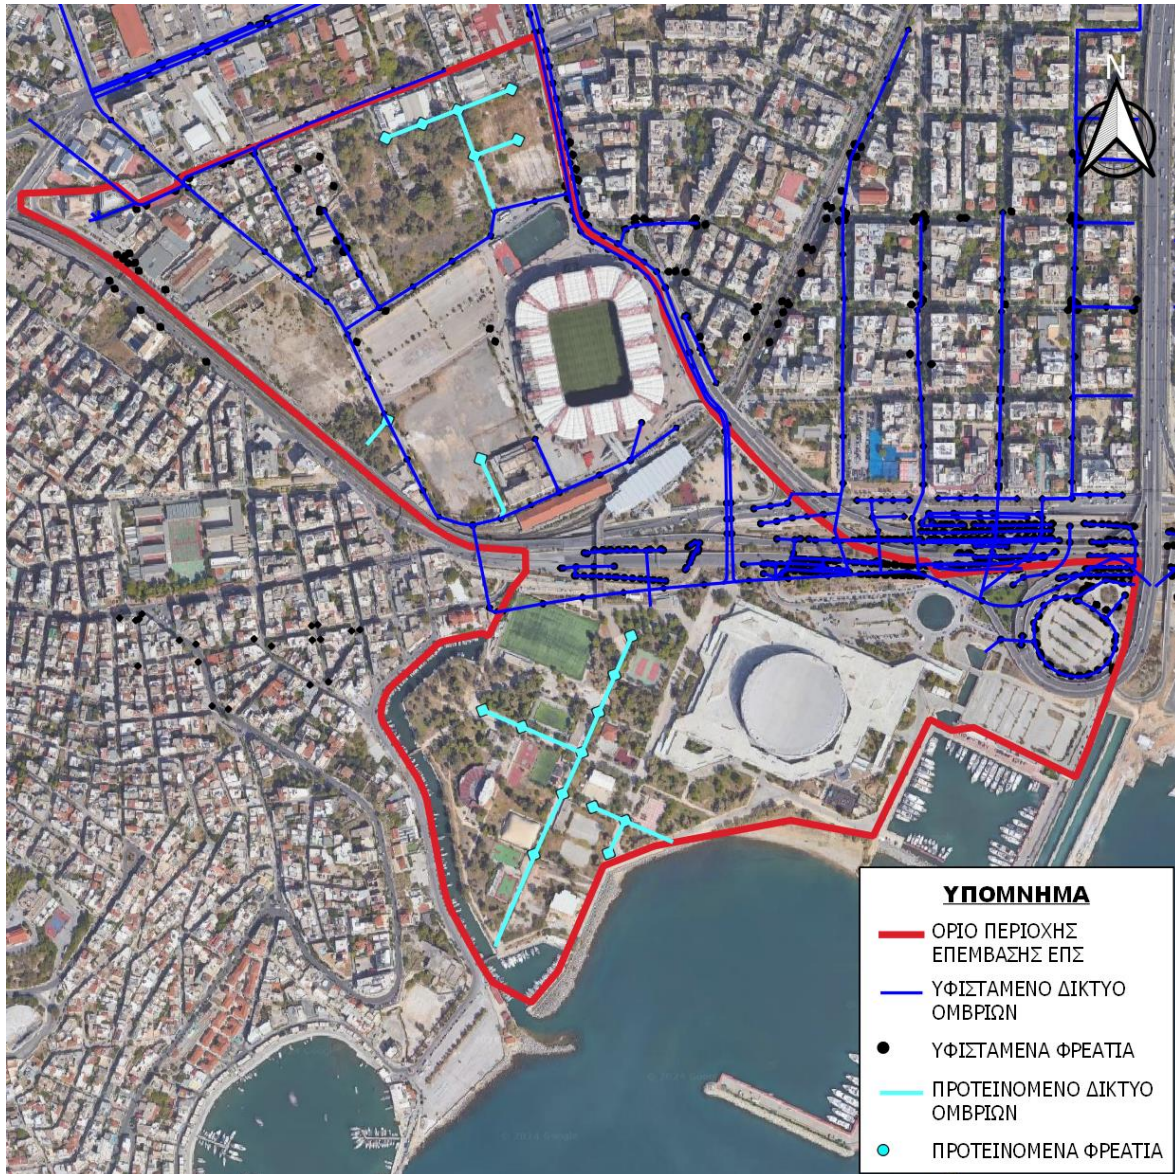 N
ΥΠΟΜΝΗΜΑ
ΟΡΙΟ ΠΕΡΙΟΧΗΣ
ΕΠΕΜΒΑΣΗΣ ΕΠΣ
ΥΦΙΣΤΑΜΕΝΟ ΔΙΚΤΥΟ
ΟΜΒΡΙΩΝ
ΥΦΙΣΤΑΜΕΝΑ ΦΡΕΑΤΙΑ
ΠΡΟΤΕΙΝΟΜΕΝΟ ΔΙΚΤΥΟ
ΟΜΒΡΙΩΝ
ΠΡΟΤΕΙΝΟΜΕΝΑ ΦΡΕΑΤΙΑ